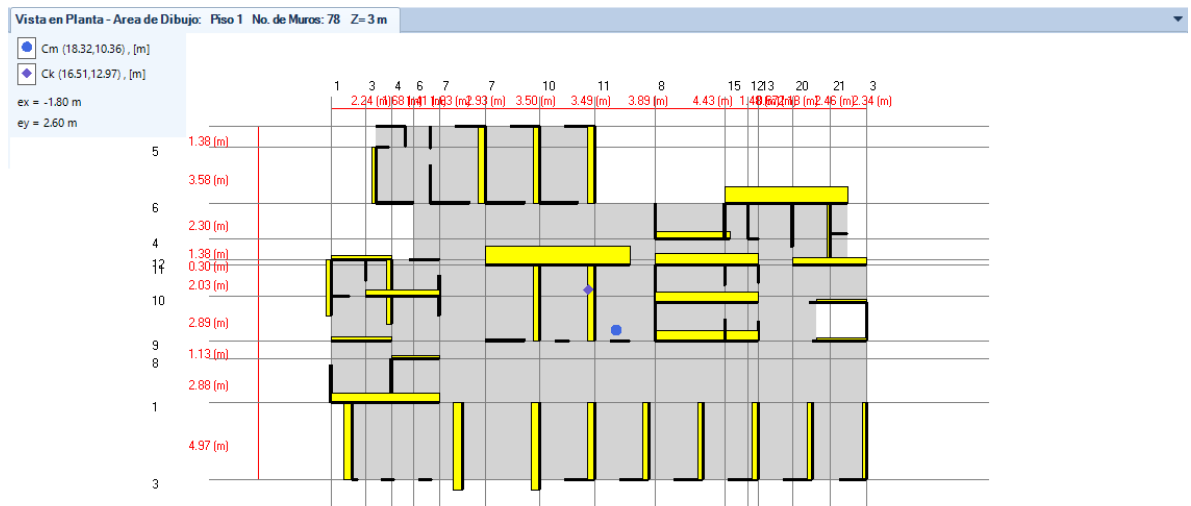 Vista en Planta - Area de Dibujo: Piso 1 No. de Muros: 78 Z= 3 m
Cm (18.32,10.36) , [m]
Ck (16.51,12.97) , [m]
ex = -1.80 m
ey = 2.60 m
1 3 4 6 7 7 10 11 8 15 20 21 3
2.24 (m) 2.93 (m) 3.50 (m) 3.49 (m) 3.89 (m) 4.43 (m) 2.46 (m) 2.34 (m)
1.38 (m)
5
3.58 (m)
6
2.30 (m)
4
1.38 (m)
12
0.30 (m)
2.03 (m)
10
2.89 (m)
9
1.13 (m)
8
2.88 (m)
1
4.97 (m)
3